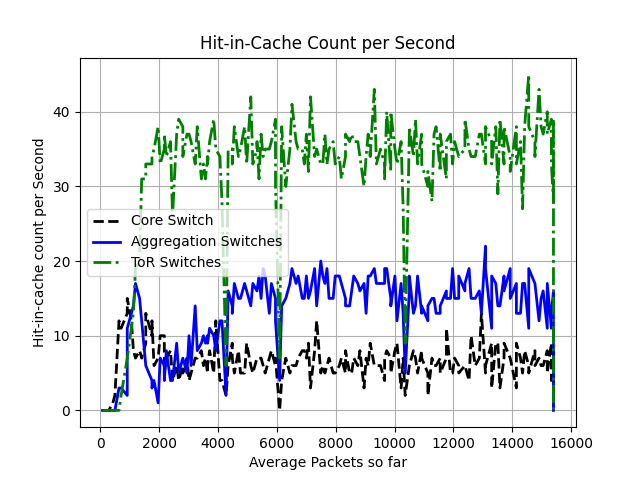 Hit-in-Cache Count per Second
Hit-in-cache count per Second
40
30
20
10
0
Core Switch
Aggregation Switches
ToR Switches
0 2000 4000 6000 8000 10000 12000 14000 16000
Average Packets so far